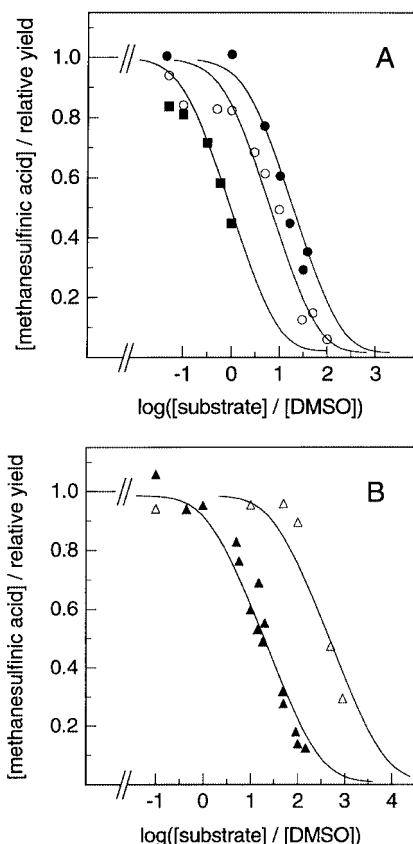 A
[methanesulfinic acid] / relative yield
1.0
0.8
0.6
0.4
0.2
-1 0 1 2 3
log([substrate] / [DMSO])
B
[methanesulfinic acid] / relative yield
1.0
0.8
0.6
0.4
0.2
-1 0 1 2 3 4
log([substrate] / [DMSO])